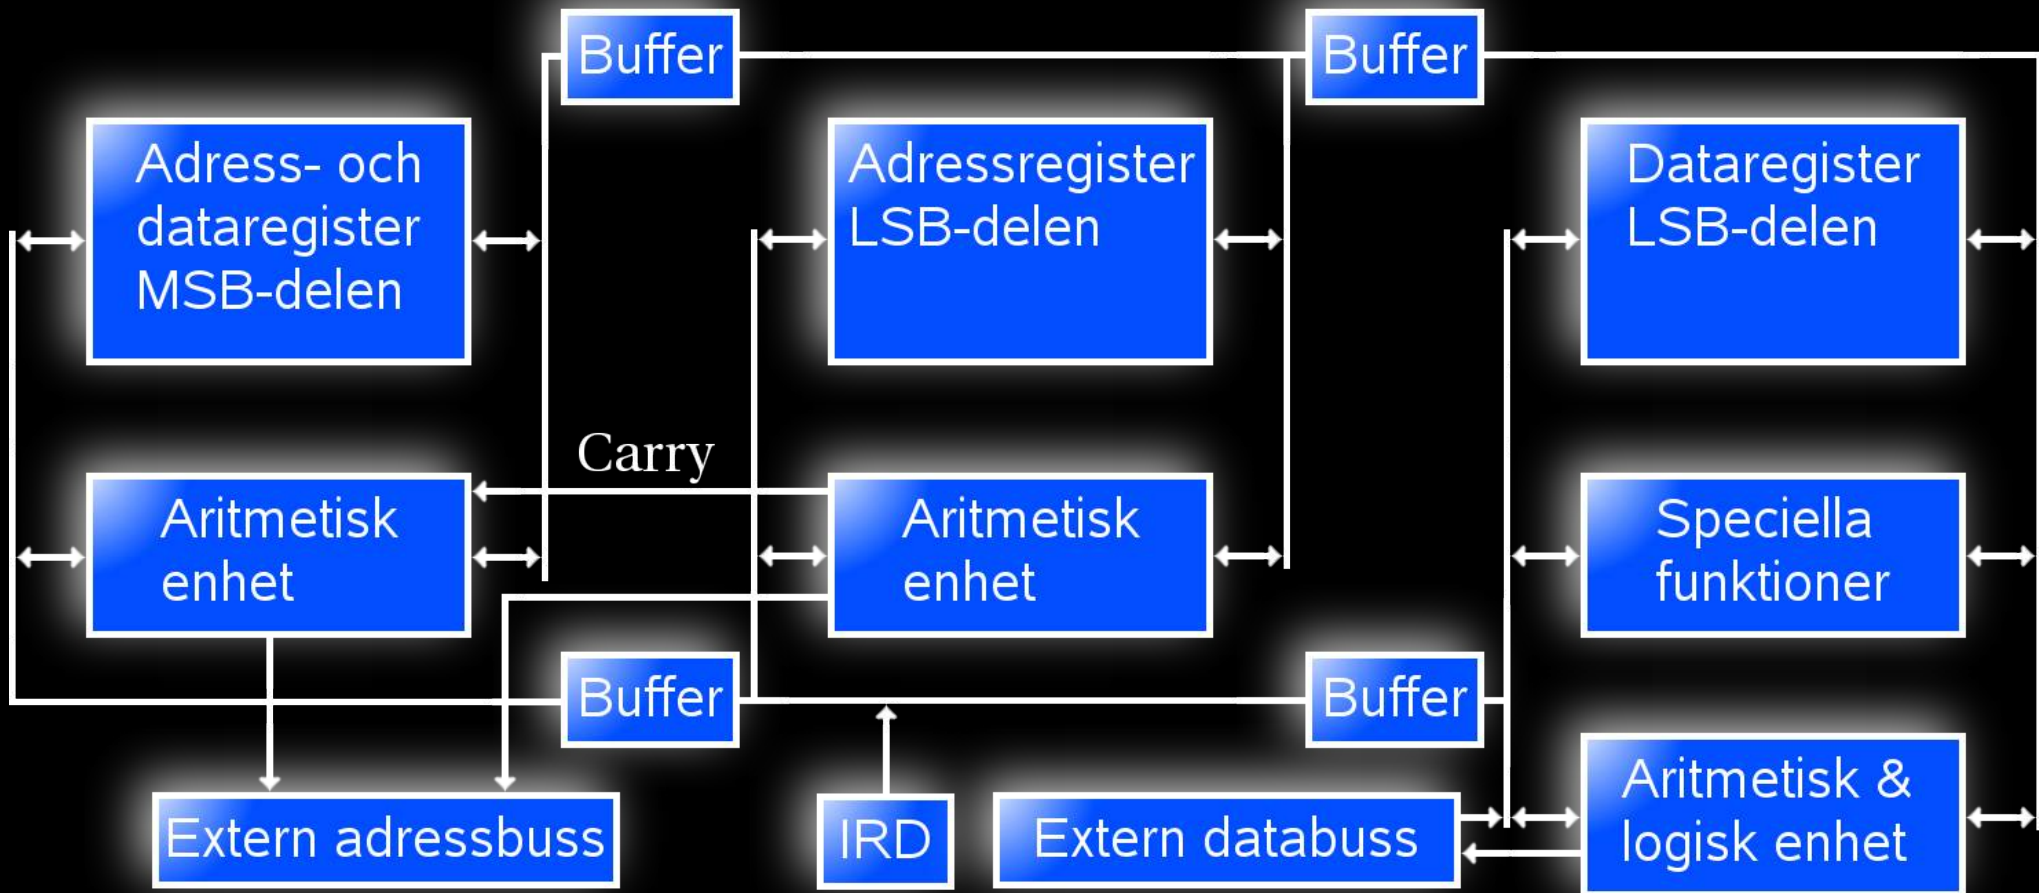 Buffer
Buffer
Adress- och
dataregister
MSB-delen
Adressregister
LSB-delen
Dataregister
LSB-delen
Carry
Aritmetisk
enhet
Aritmetisk
enhet
Speciella
funktioner
Buffer
Buffer
Extern adressbuss
IRD
Extern databuss
Aritmetisk &
logisk enhet